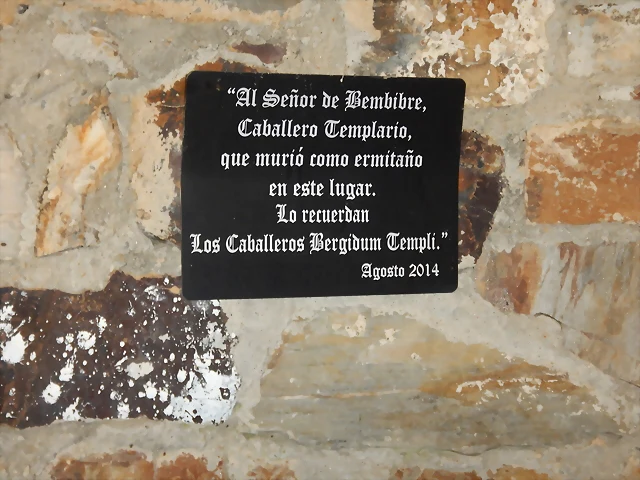 “Al Señor de Bembibre,
Caballero Templario,
que murió como ermitaño
en este lugar.
Lo recuerdan
Los Caballeros Bergidum Templi.”
Agosto 2014